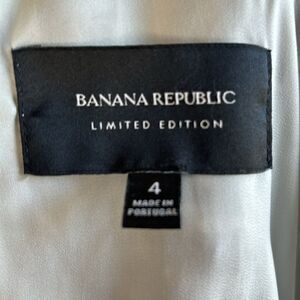 BANANA REPUBLIC
LIMITED EDITION
4
MADE IN
PORTUGAL